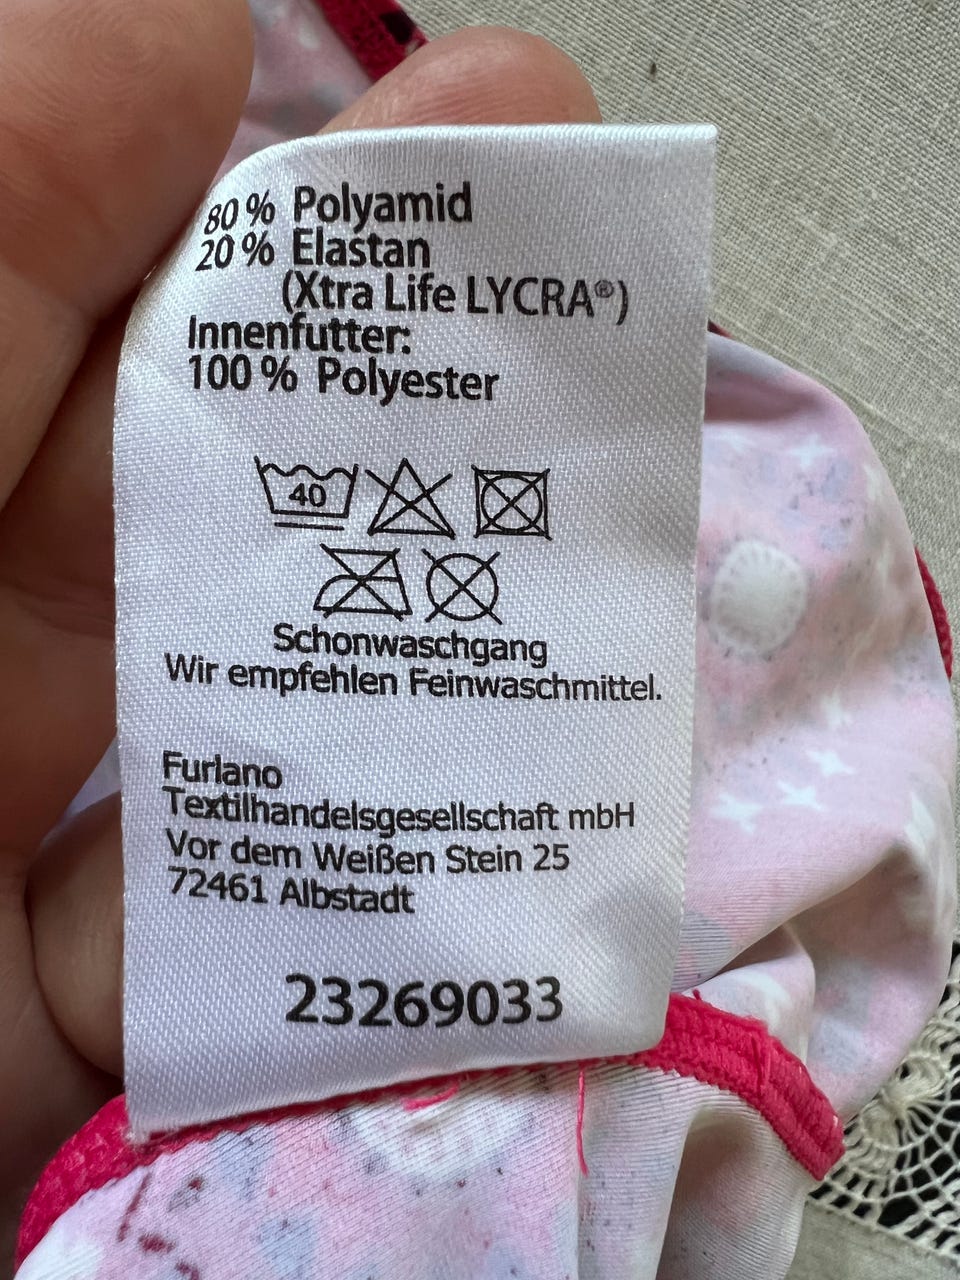 80 % Polyamid
20 % Elastan
(Xtra Life LYCRA®)
Innenfutter:
100 % Polyester
40
Schonwaschgang
Wir empfehlen Feinwaschmittel.
Furlano
Textilhandelsgesellschaft mbH
Vor dem Weißen Stein 25
72461 Albstadt
23269033